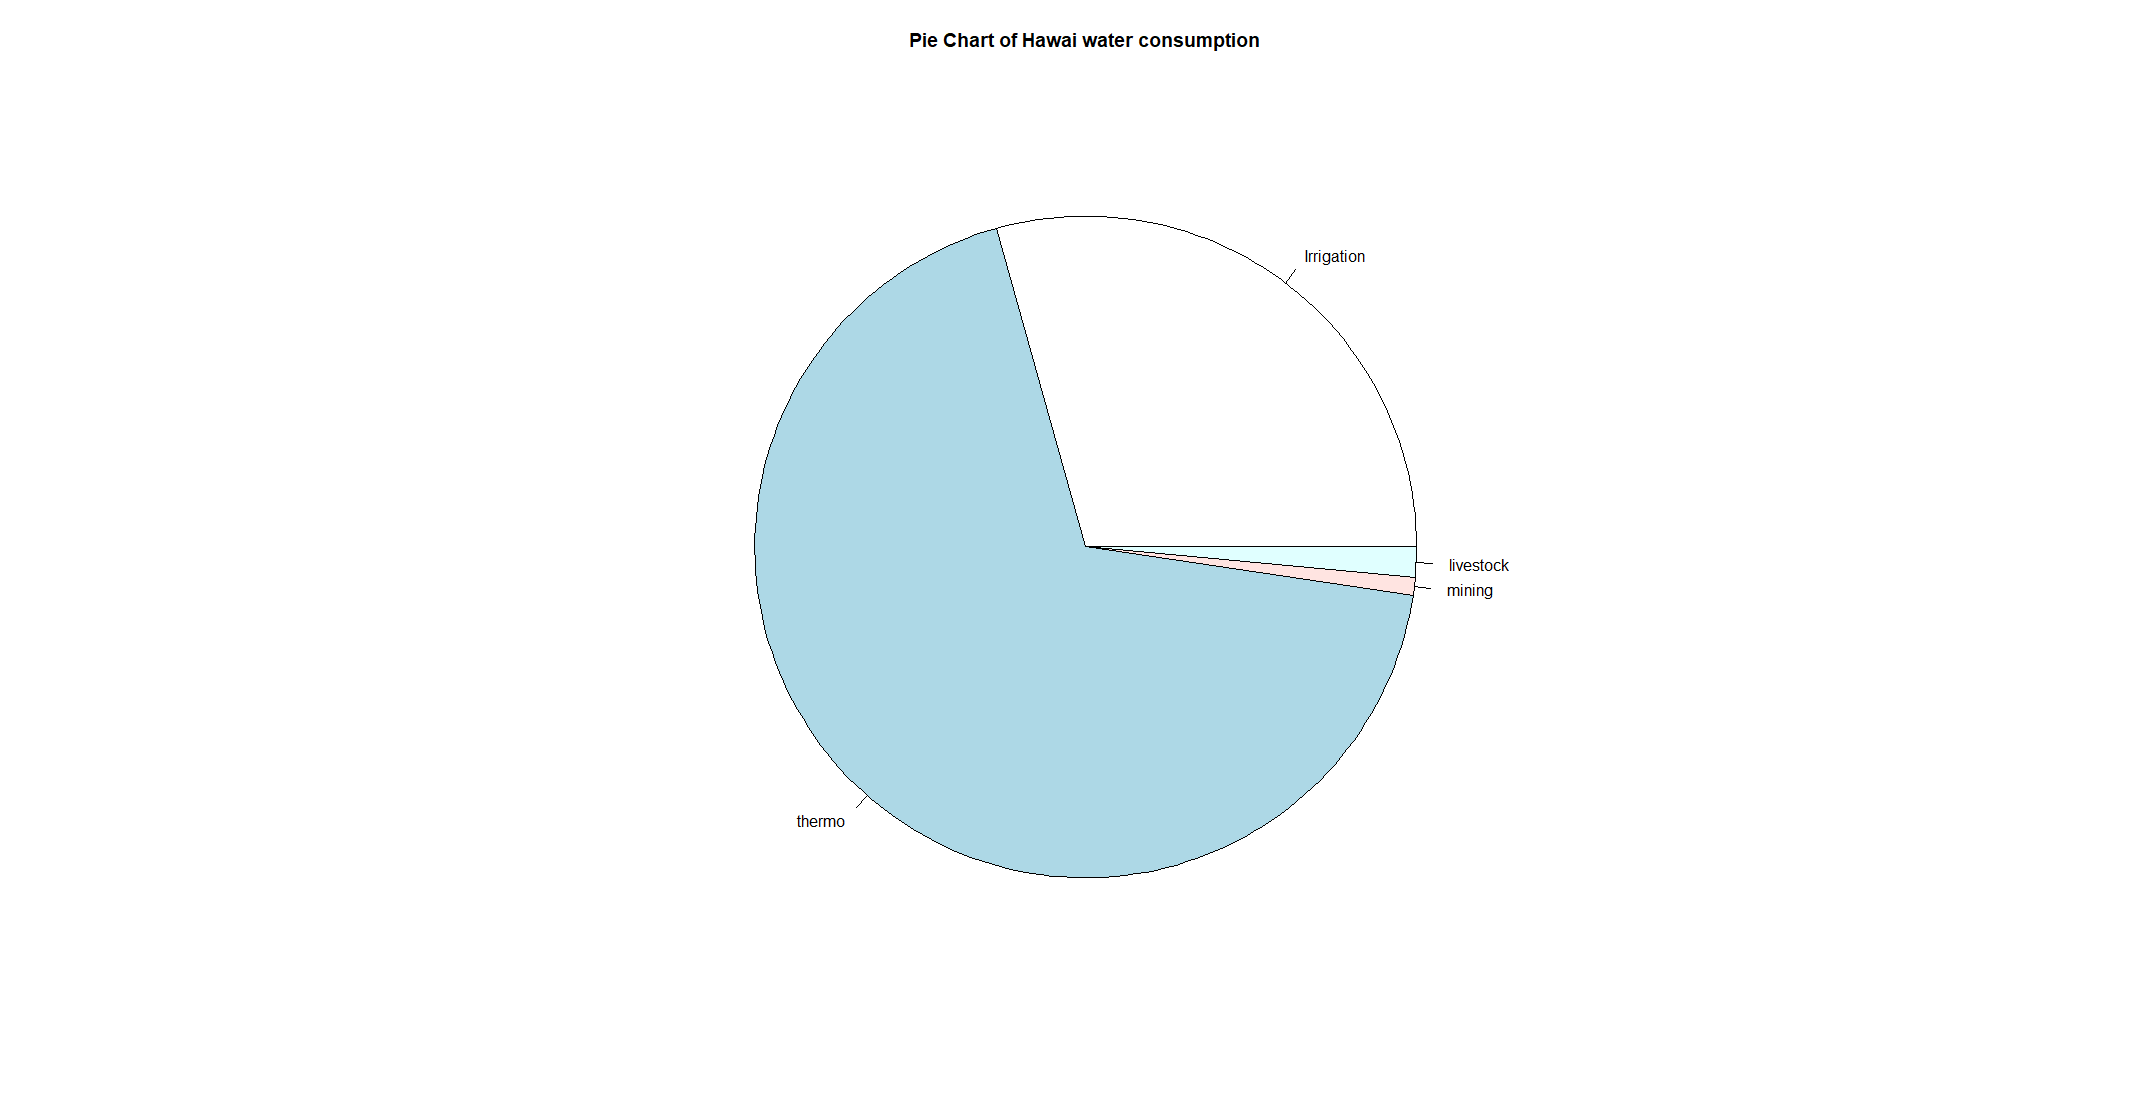 Pie Chart of Hawai water consumption
Irrigation
livestock
mining
thermo